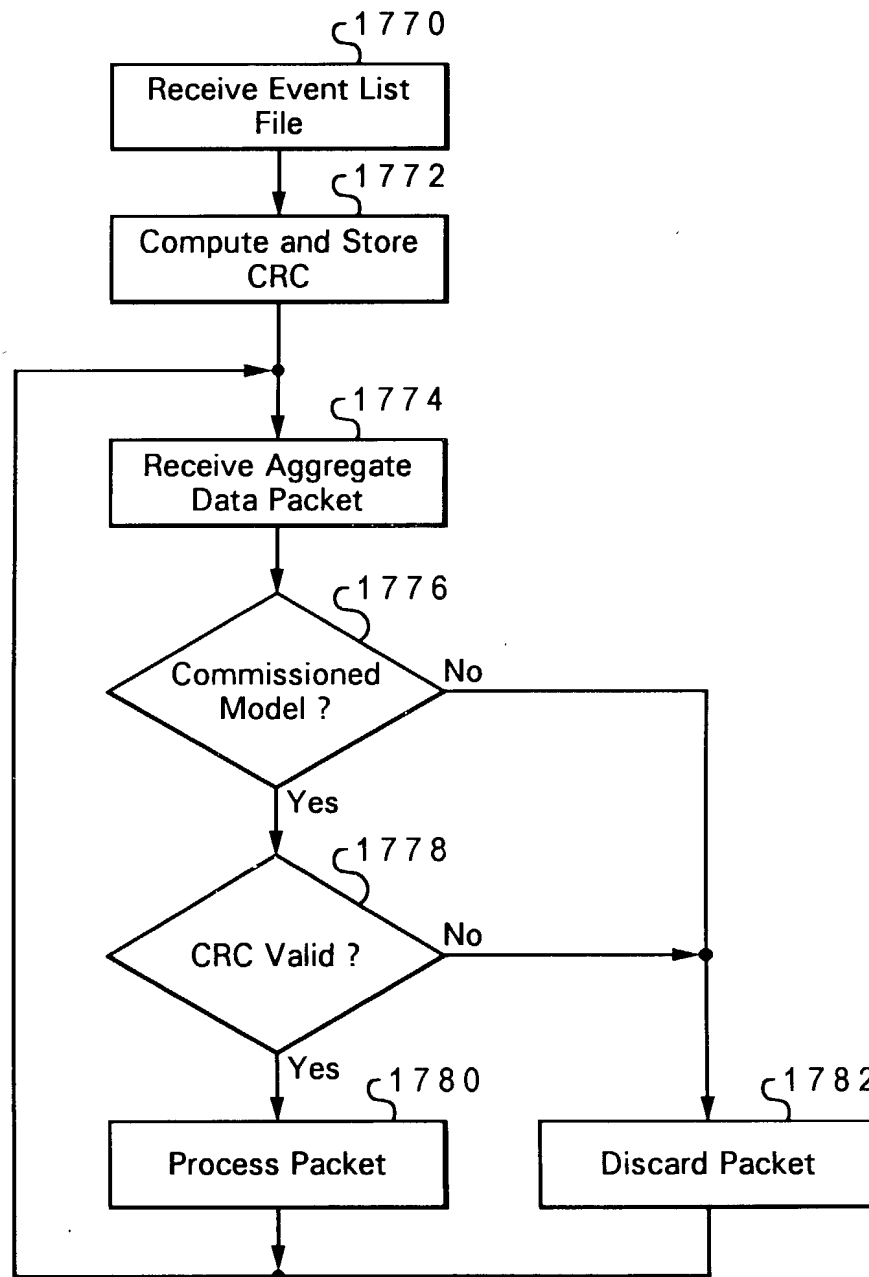 1770
Receive Event List
File
1772
Compute and Store
CRC
1774
Receive Aggregate
Data Packet
1776
Commissioned
Model ?
No
Yes
1778
CRC Valid ?
No
Yes
1780
Process Packet
1782
Discard Packet